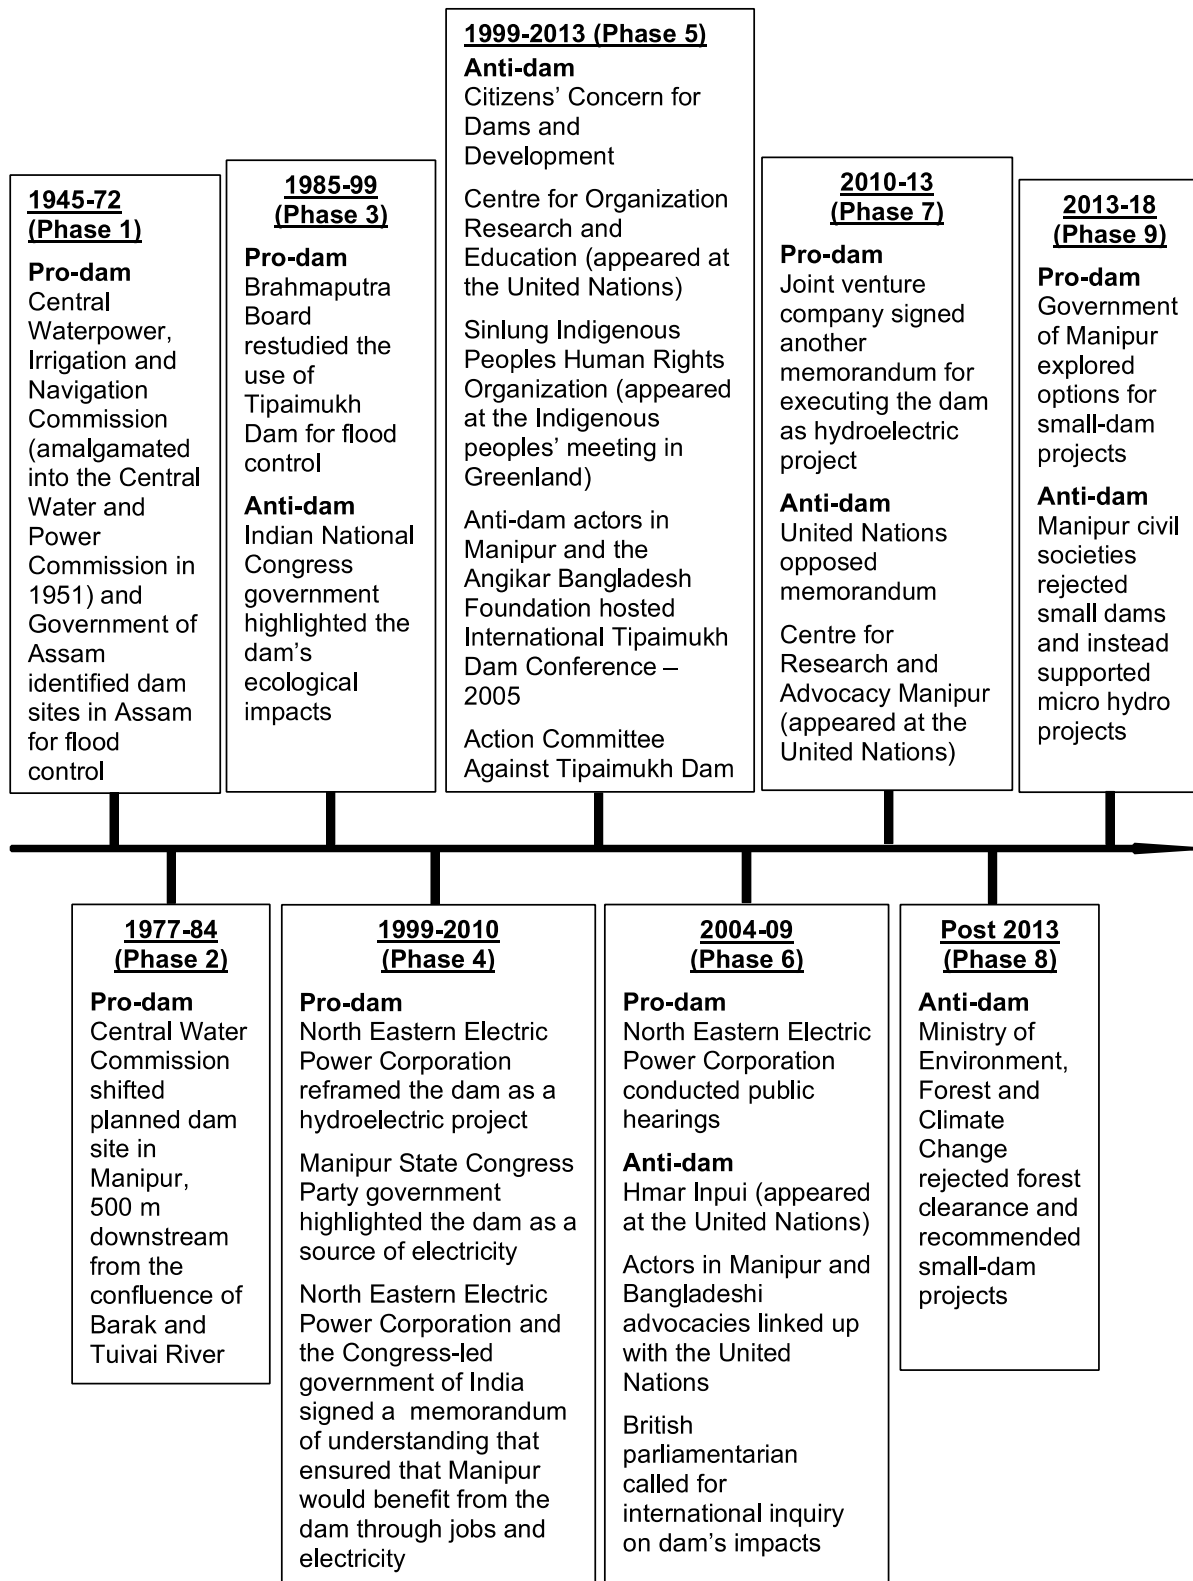 1945-72
(Phase 1)
Pro-dam
Central
Waterpower,
Irrigation and
Navigation
Commission
(amalgamated
into the Central
Water and
Power
Commission in
1951) and
Government of
Assam
identified dam
sites in Assam
for flood
control
1985-99
(Phase 3)
Pro-dam
Brahmaputra
Board
restudied the
use of
Tipaimukh
Dam for flood
control
Anti-dam
Indian National
Congress
government
highlighted the
dam’s
ecological
impacts
1999-2013 (Phase 5)
Anti-dam
Citizens’ Concern for
Dams and
Development
Centre for Organization
Research and
Education (appeared at
the United Nations)
Sinlung Indigenous
Peoples Human Rights
Organization (appeared
at the Indigenous
peoples’ meeting in
Greenland)
Anti-dam actors in
Manipur and the
Angikar Bangladesh
Foundation hosted
International Tipaimukh
Dam Conference –
2005
Action Committee
Against Tipaimukh Dam
2010-13
(Phase 7)
Pro-dam
Joint venture
company signed
another
memorandum for
executing the dam
as hydroelectric
project
Anti-dam
United Nations
opposed
memorandum
Centre for
Research and
Advocacy Manipur
(appeared at the
United Nations)
2013-18
(Phase 9)
Pro-dam
Government
of Manipur
explored
options for
small-dam
projects
Anti-dam
Manipur civil
societies
rejected
small dams
and instead
supported
micro hydro
projects
1977-84
(Phase 2)
Pro-dam
Central Water
Commission
shifted
planned dam
site in
Manipur,
500 m
downstream
from the
confluence of
Barak and
Tuivai River
1999-2010
(Phase 4)
Pro-dam
North Eastern Electric
Power Corporation
reframed the dam as a
hydroelectric project
Manipur State Congress
Party government
highlighted the dam as a
source of electricity
North Eastern Electric
Power Corporation and
the Congress-led
government of India
signed a memorandum
of understanding that
ensured that Manipur
would benefit from the
dam through jobs and
electricity
2004-09
(Phase 6)
Pro-dam
North Eastern Electric
Power Corporation
conducted public
hearings
Anti-dam
Hmar Inpui (appeared
at the United Nations)
Actors in Manipur and
Bangladeshi
advocacies linked up
with the United
Nations
British
parliamentarian
called for
international inquiry
on dam’s impacts
Post 2013
(Phase 8)
Anti-dam
Ministry of
Environment,
Forest and
Climate
Change
rejected forest
clearance and
recommended
small-dam
projects